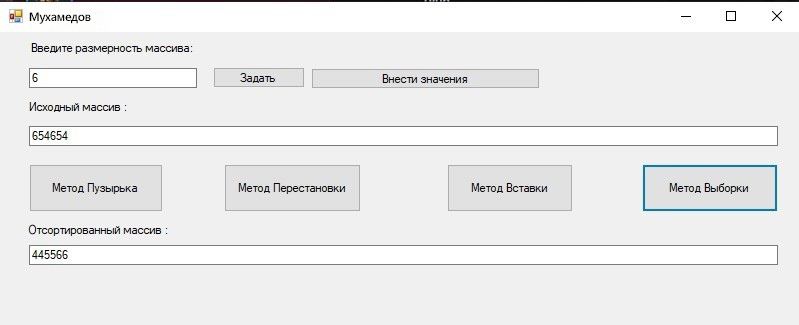 Мухамедов
Введите размерность массива:
6 Задать Внести значения
Исходный массив :
654654
Метод Пузырька Метод Перестановки Метод Вставки Метод Выборки
Отсортированный массив :
445566